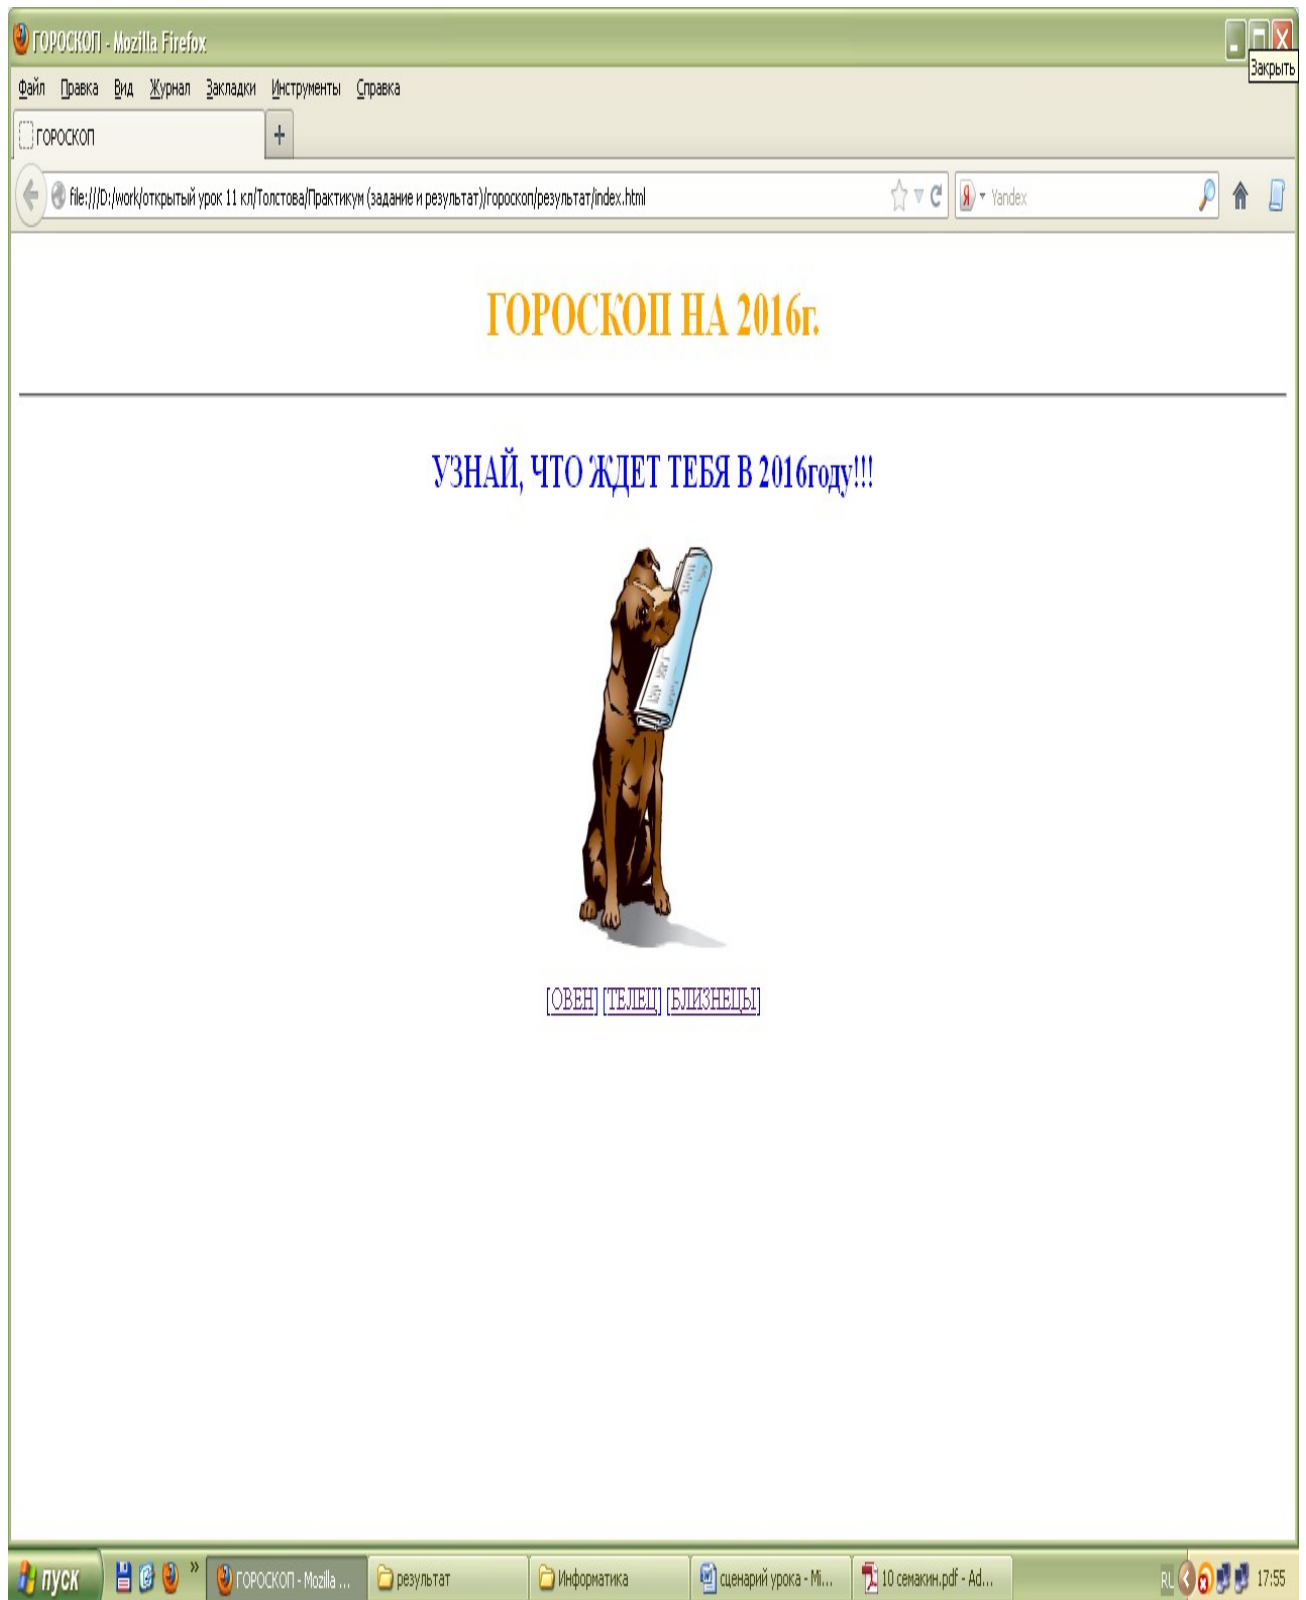 ГОРОСКОП - Mozilla Firefox
Закрыть
Файл Правка Вид Журнал Закладки Инструменты Справка
ГОРОСКОП +
file:///D:/work/открытый урок 11 кл/Толстова/Практикум (задание и результат)/гороскоп/результат/index.html
Я Yandex
ГОРОСКОП НА 2016г.
УЗНАЙ, ЧТО ЖДЕТ ТЕБЯ В 2016году!!!
[ОВЕН] [ТЕЛЕЦ] [БЛИЗНЕЦЫ]
пуск » ГОРОСКОП - Mozilla ... результат Информатика сценарий урока - Mi... 10 семакин.pdf - Ad... RL 17:55